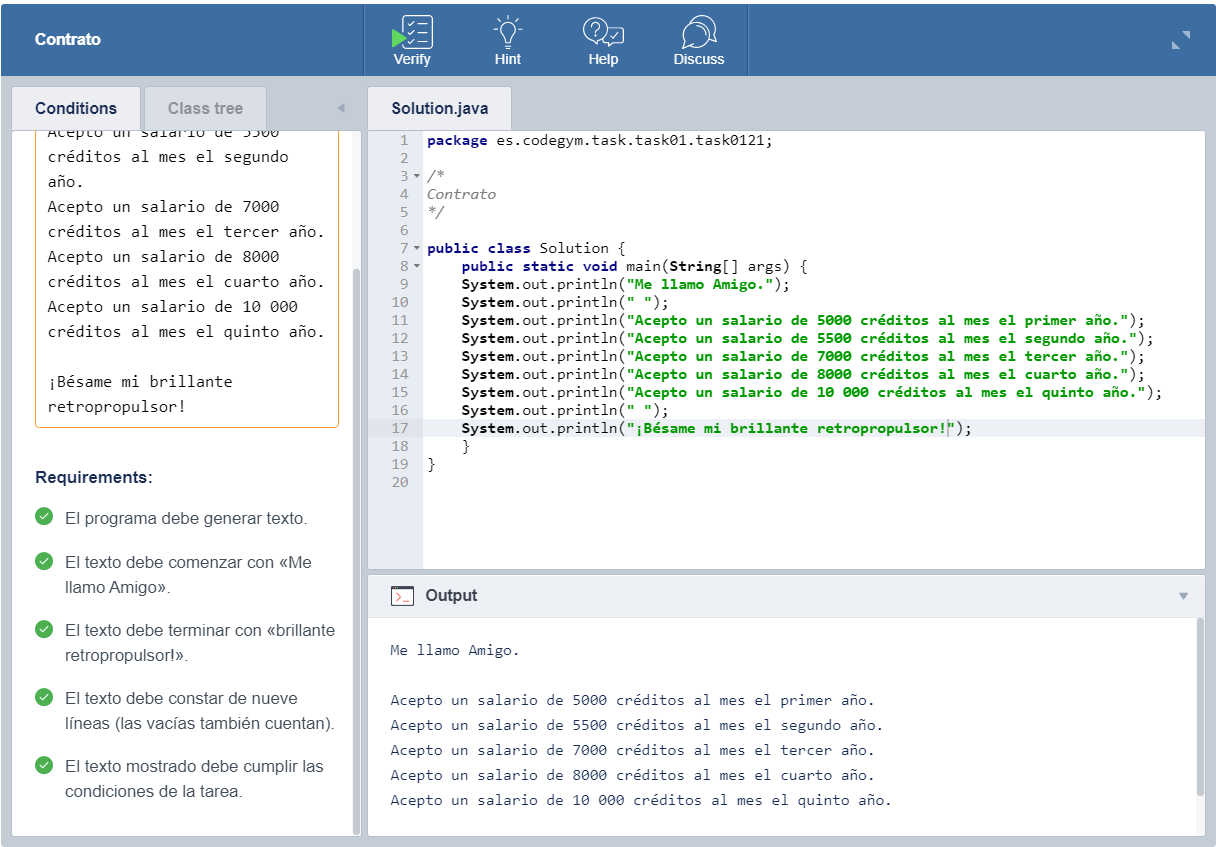 Contrato
Verify
Hint
Help
Discuss
Conditions
Class tree
Acepto un salario de 5500
créditos al mes el segundo
año.
Acepto un salario de 7000
créditos al mes el tercer año.
Acepto un salario de 8000
créditos al mes el cuarto año.
Acepto un salario de 10 000
créditos al mes el quinto año.
¡Bésame mi brillante
retropropulsor!
Requirements:
El programa debe generar texto.
El texto debe comenzar con «Me
llamo Amigo».
El texto debe terminar con «brillante
retropropulsor!».
El texto debe constar de nueve
líneas (las vacías también cuentan).
El texto mostrado debe cumplir las
condiciones de la tarea.
Solution.java
1 package es.codegym.task.task01.task0121;
2
3 /*
4 Contrato
5 */
6
7 public class Solution {
8 public static void main(String[] args) {
9 System.out.println("Me llamo Amigo.");
10 System.out.println(" ");
11 System.out.println("Acepto un salario de 5000 créditos al mes el primer año.");
12 System.out.println("Acepto un salario de 5500 créditos al mes el segundo año.");
13 System.out.println("Acepto un salario de 7000 créditos al mes el tercer año.");
14 System.out.println("Acepto un salario de 8000 créditos al mes el cuarto año.");
15 System.out.println("Acepto un salario de 10 000 créditos al mes el quinto año.");
16 System.out.println(" ");
17 System.out.println("¡Bésame mi brillante retropropulsor!");
18 }
19 }
20
Output
Me llamo Amigo.
Acepto un salario de 5000 créditos al mes el primer año.
Acepto un salario de 5500 créditos al mes el segundo año.
Acepto un salario de 7000 créditos al mes el tercer año.
Acepto un salario de 8000 créditos al mes el cuarto año.
Acepto un salario de 10 000 créditos al mes el quinto año.